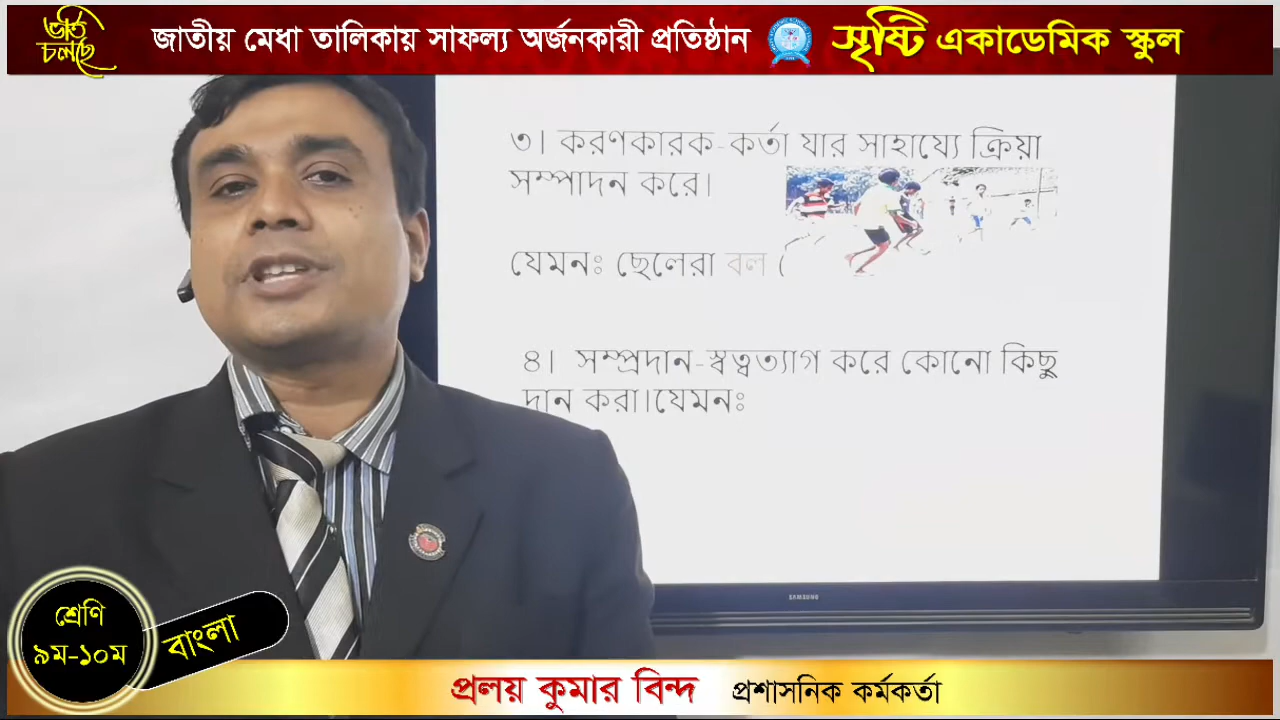 ভর্তি চলছে
জাতীয় মেধা তালিকায় সাফল্য অর্জনকারী প্রতিষ্ঠান সৃষ্টি একাডেমিক স্কুল
৩। করণকারক-কর্তা যার সাহায্যে ক্রিয়া
সম্পাদন করে।
যেমনঃ ছেলেরা বল (
৪। সম্প্রদান-স্বত্বত্যাগ করে কোনো কিছু
দান করা।যেমনঃ
SAMSUNG
শ্রেণি
৯ম-১০ম
বাংলা
প্রলয় কুমার বিন্দ প্রশাসনিক কর্মকর্তা